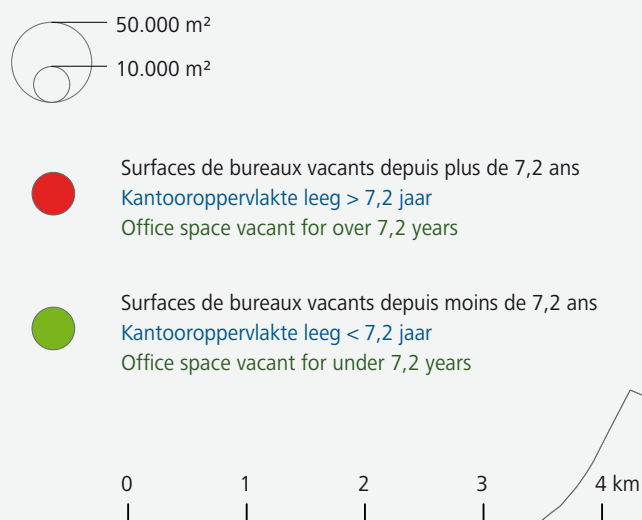 50.000 m²
10.000 m²
Surfaces de bureaux vacants depuis plus de 7,2 ans
Kantooroppervlakte leeg > 7,2 jaar
Office space vacant for over 7,2 years
Surfaces de bureaux vacants depuis moins de 7,2 ans
Kantooroppervlakte leeg < 7,2 jaar
Office space vacant for under 7,2 years
0 1 2 3 4 km